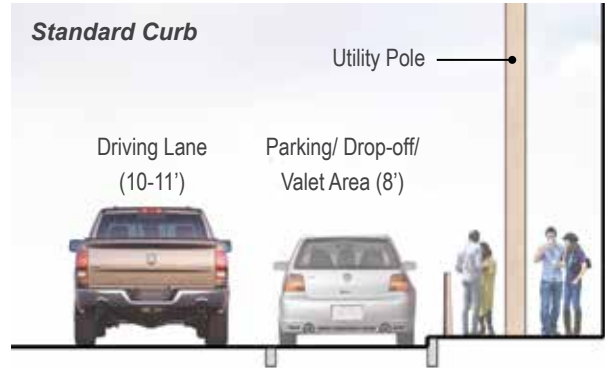 Standard Curb
Utility Pole
Driving Lane
(10-11’)
Parking/ Drop-off/
Valet Area (8’)